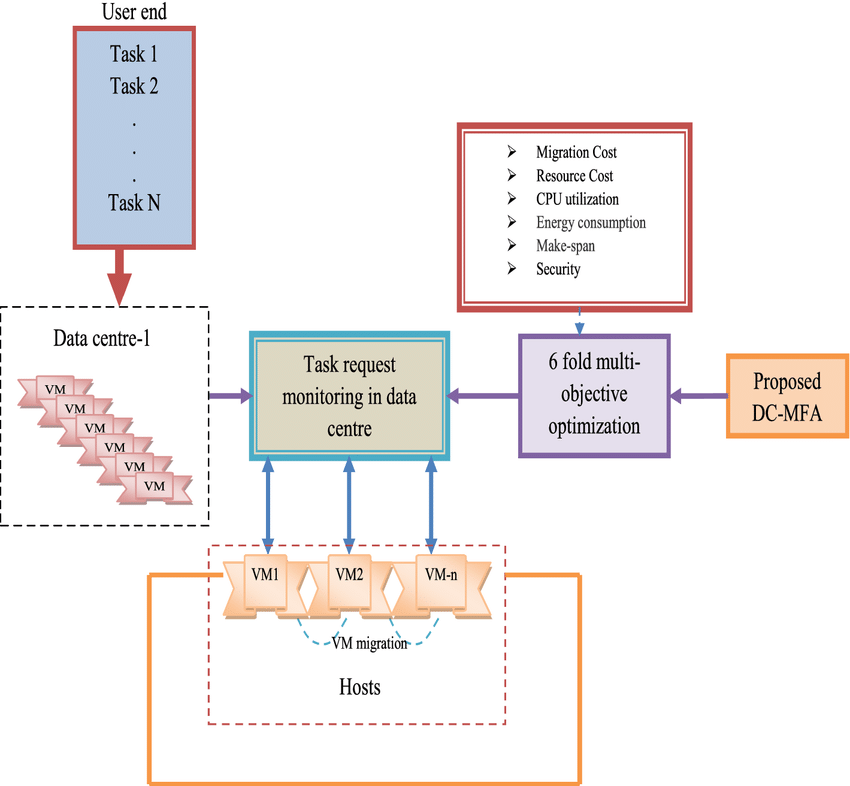 User end
Task 1
Task 2
.
.
.
Task N
Migration Cost
Resource Cost
CPU utilization
Energy consumption
Make-span
Security
Data centre-1
VM
VM
VM
VM
VM
VM
Task request
monitoring in data
centre
6 fold multi-
objective
optimization
Proposed
DC-MFA
VM1
VM2
VM-n
VM migration
Hosts